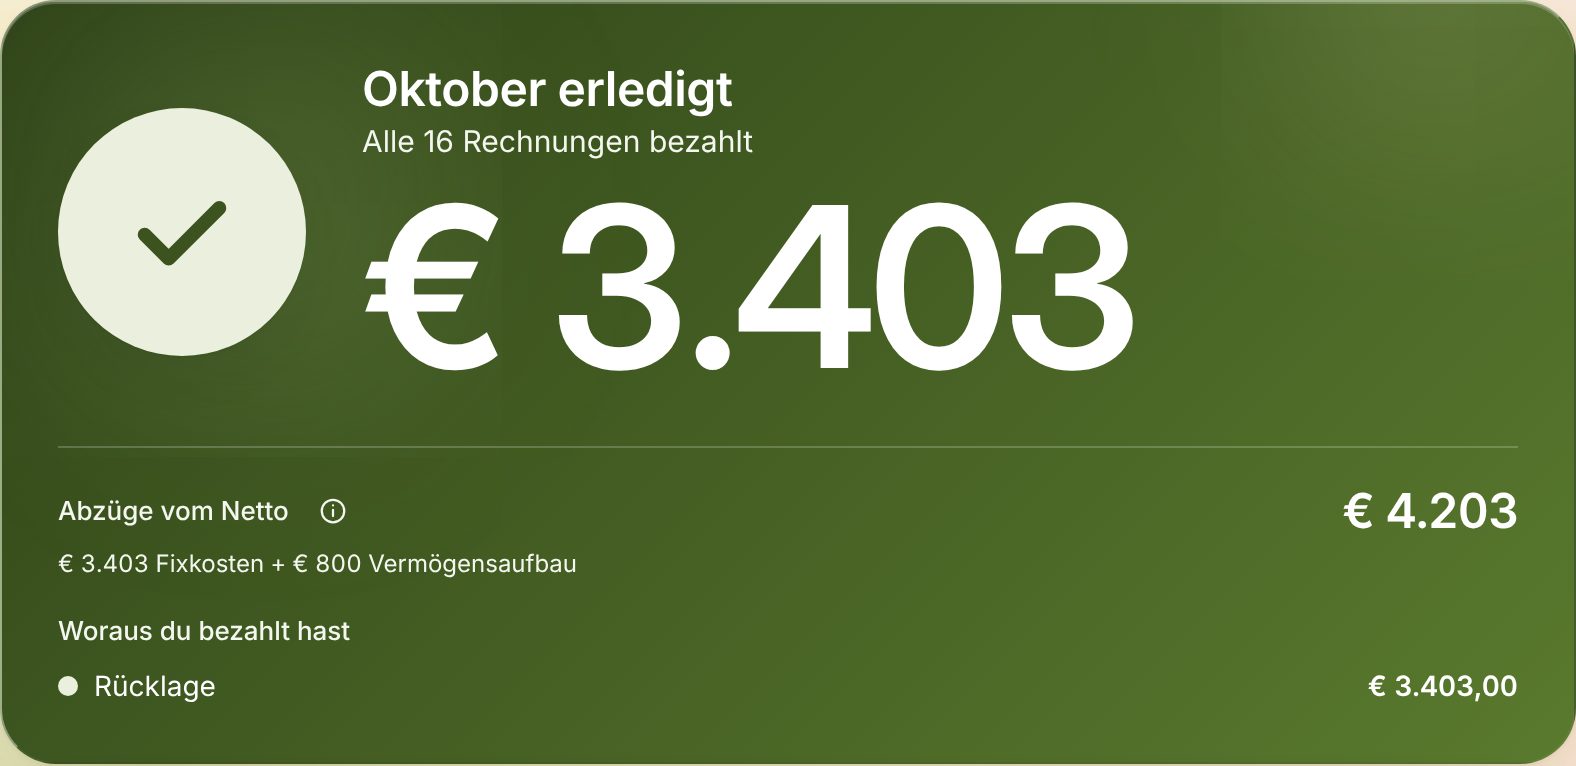 Oktober erledigt
Alle 16 Rechnungen bezahlt
€ 3.403
Abzüge vom Netto
€ 4.203
€ 3.403 Fixkosten + € 800 Vermögensaufbau
Woraus du bezahlt hast
Rücklage
€ 3.403,00